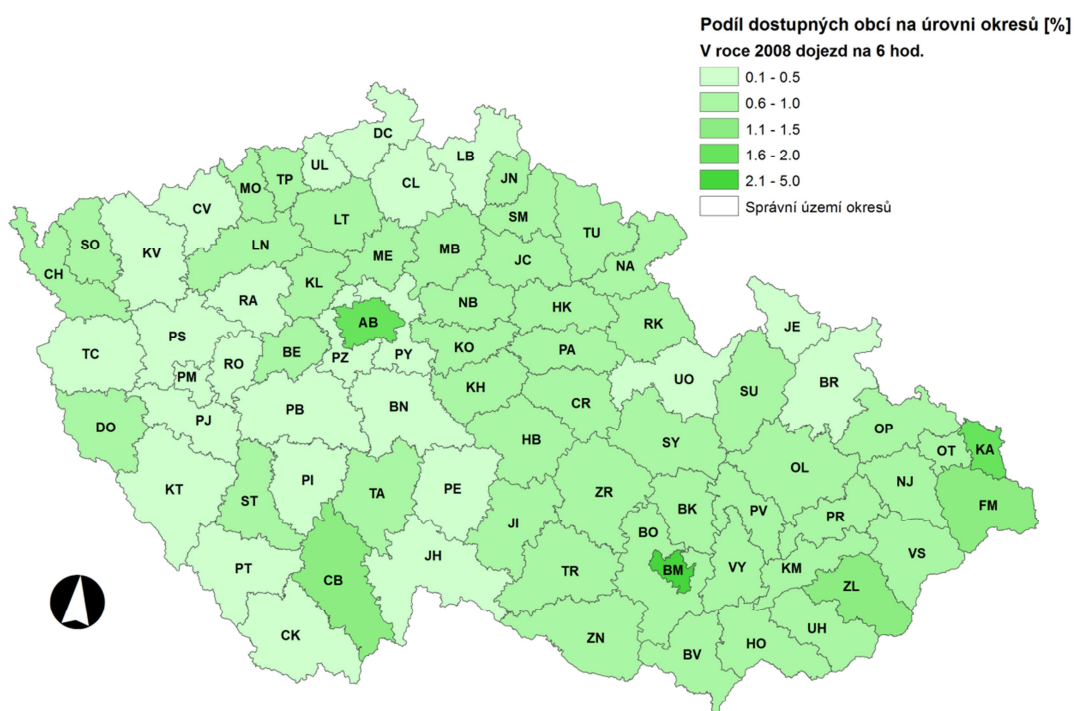 Podíl dostupných obcí na úrovni okresů [%]
V roce 2008 dojezd na 6 hod.
0.1 - 0.5
0.6 - 1.0
1.1 - 1.5
1.6 - 2.0
2.1 - 5.0
Správní území okresů
DC
UL
LB
CL
MO
TP
JN
CV
LT
SM
TU
SO
KV
LN
ME
MB
JC
NA
CH
KL
RA
NB
HK
AB
RK
JE
PS
KO
PA
TC
RO
BE
PZ
PY
PM
UO
BR
KH
SU
PB
BN
CR
PJ
DO
OP
HB
SY
OT
KA
OL
KT
PI
NJ
ST
TA
PE
ZR
FM
JI
BK
PV
PR
BO
VS
JH
PT
CB
TR
BM
VY
KM
ZL
CK
ZN
UH
BV
HO